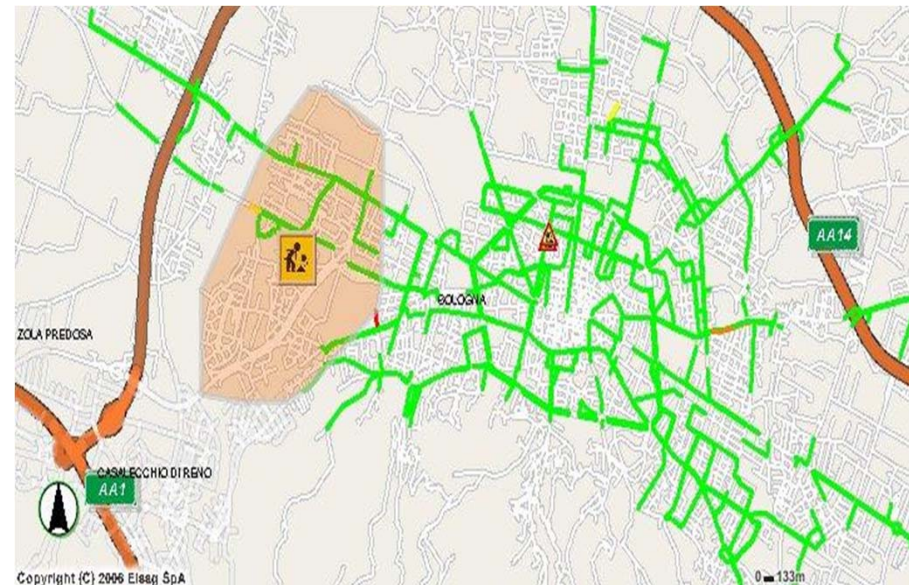 AA14
BOLOGNA
ZOLA PREDOSA
CASALECCHIO DI RENO
AA1
Copyright (C) 2006 Elsag SpA
0 133m